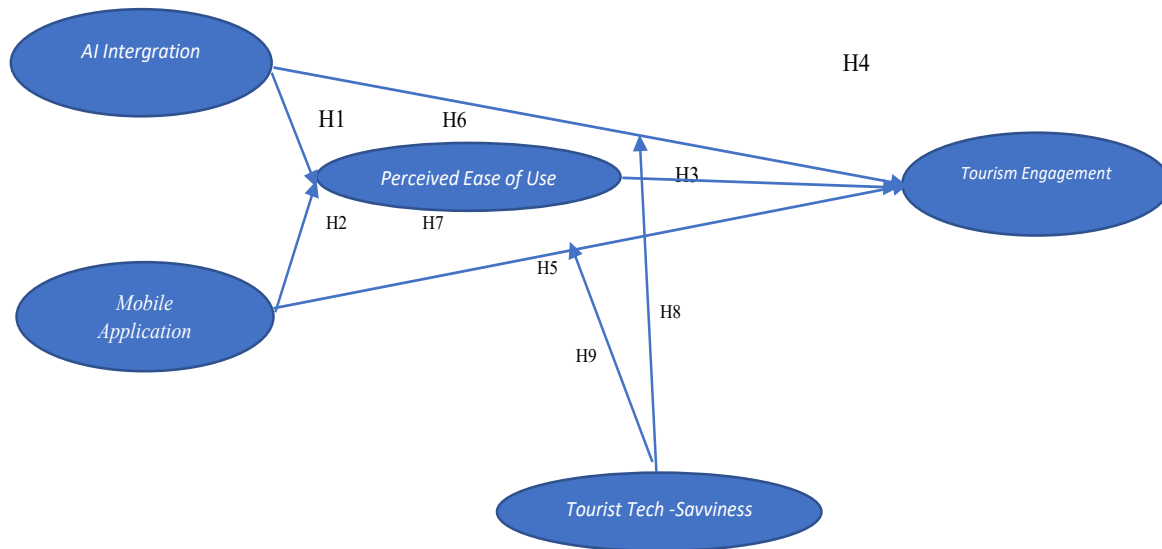 AI Intergration
H4
H1
H6
Perceived Ease of Use
H3
Tourism Engagement
H2
H7
H5
Mobile
Application
H8
H9
Tourist Tech -Savviness